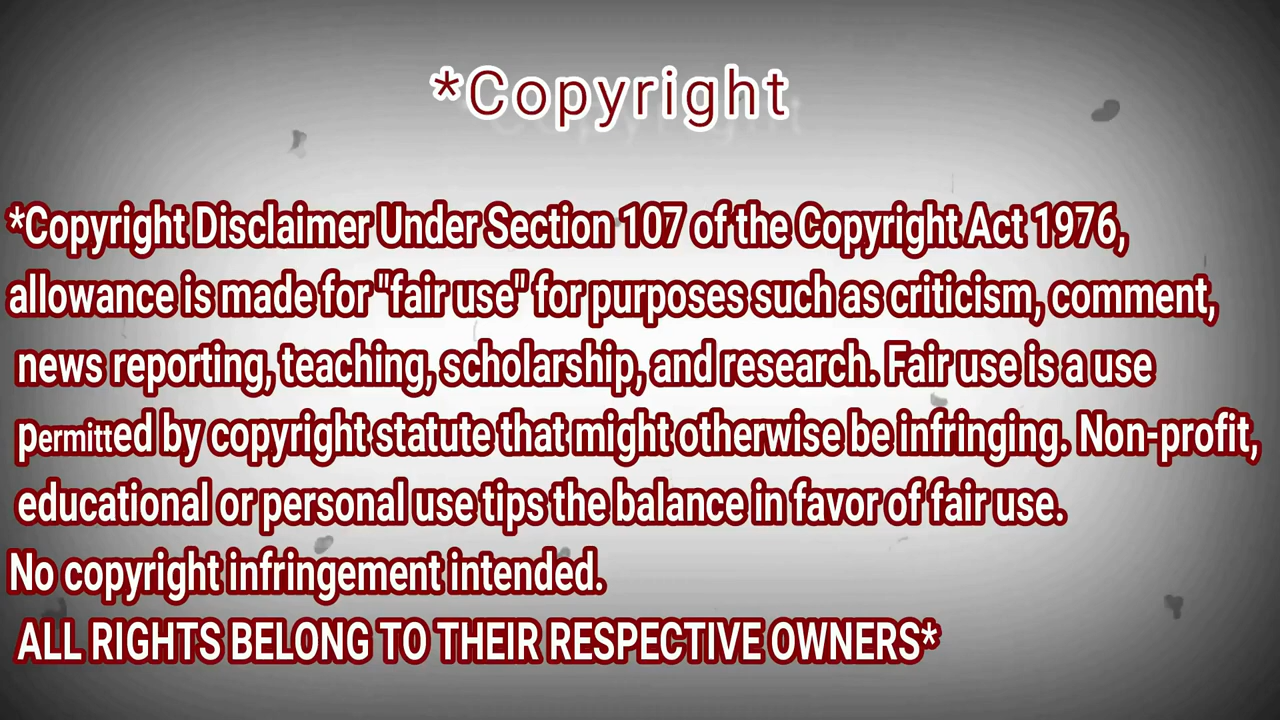 *Copyright
*Copyright Disclaimer Under Section 107 of the Copyright Act 1976,
allowance is made for "fair use" for purposes such as criticism, comment,
news reporting, teaching, scholarship, and research. Fair use is a use
permitted by copyright statute that might otherwise be infringing. Non-profit,
educational or personal use tips the balance in favor of fair use.
No copyright infringement intended.
ALL RIGHTS BELONG TO THEIR RESPECTIVE OWNERS*